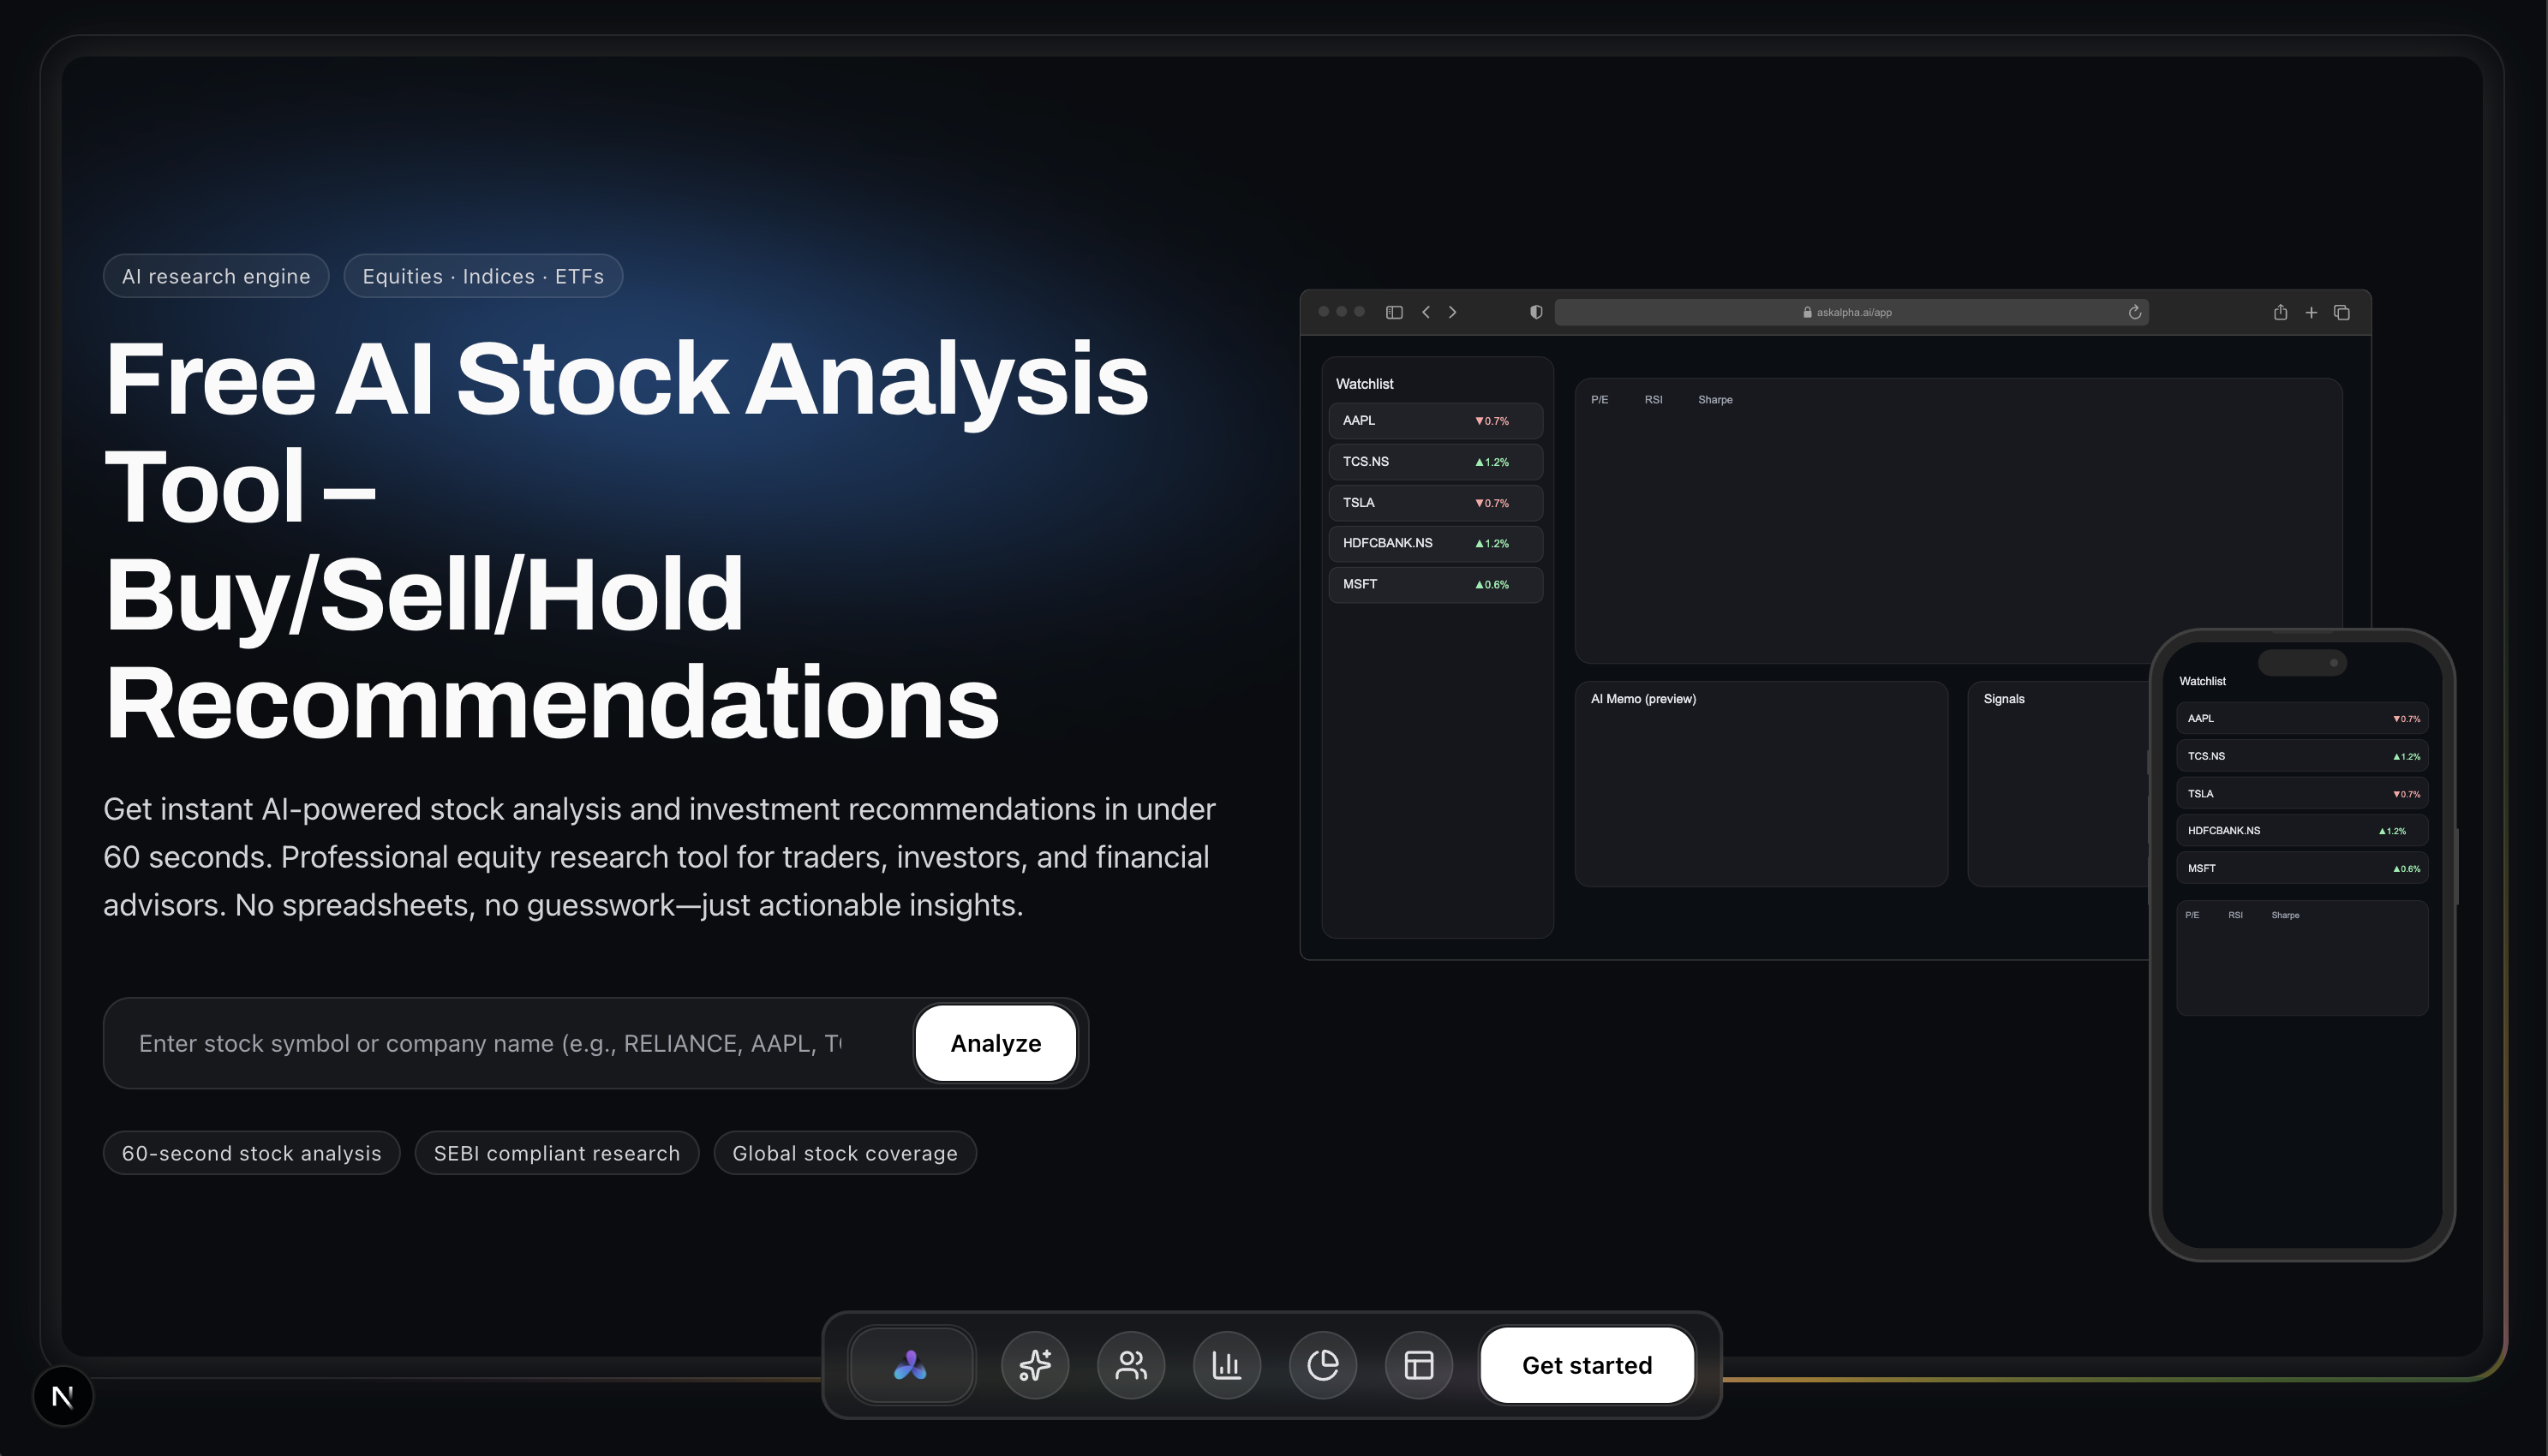 AI research engine
Equities · Indices · ETFs
Free AI Stock Analysis
Tool –
Buy/Sell/Hold
Recommendations
Get instant AI-powered stock analysis and investment recommendations in under
60 seconds. Professional equity research tool for traders, investors, and financial
advisors. No spreadsheets, no guesswork—just actionable insights.
Enter stock symbol or company name (e.g., RELIANCE, AAPL,
Analyze
60-second stock analysis
SEBI compliant research
Global stock coverage
askalpha.ai/app
Watchlist
AAPL ▼0.7%
TCS.NS ▲1.2%
TSLA ▼0.7%
HDFCBANK.NS ▲1.2%
MSFT ▲0.6%
P/E RSI Sharpe
AI Memo (preview)
Signals
Watchlist
AAPL ▼0.7%
TCS.NS ▲1.2%
TSLA ▼0.7%
HDFCBANK.NS ▲1.2%
MSFT ▲0.6%
P/E RSI Sharpe
Get started
N